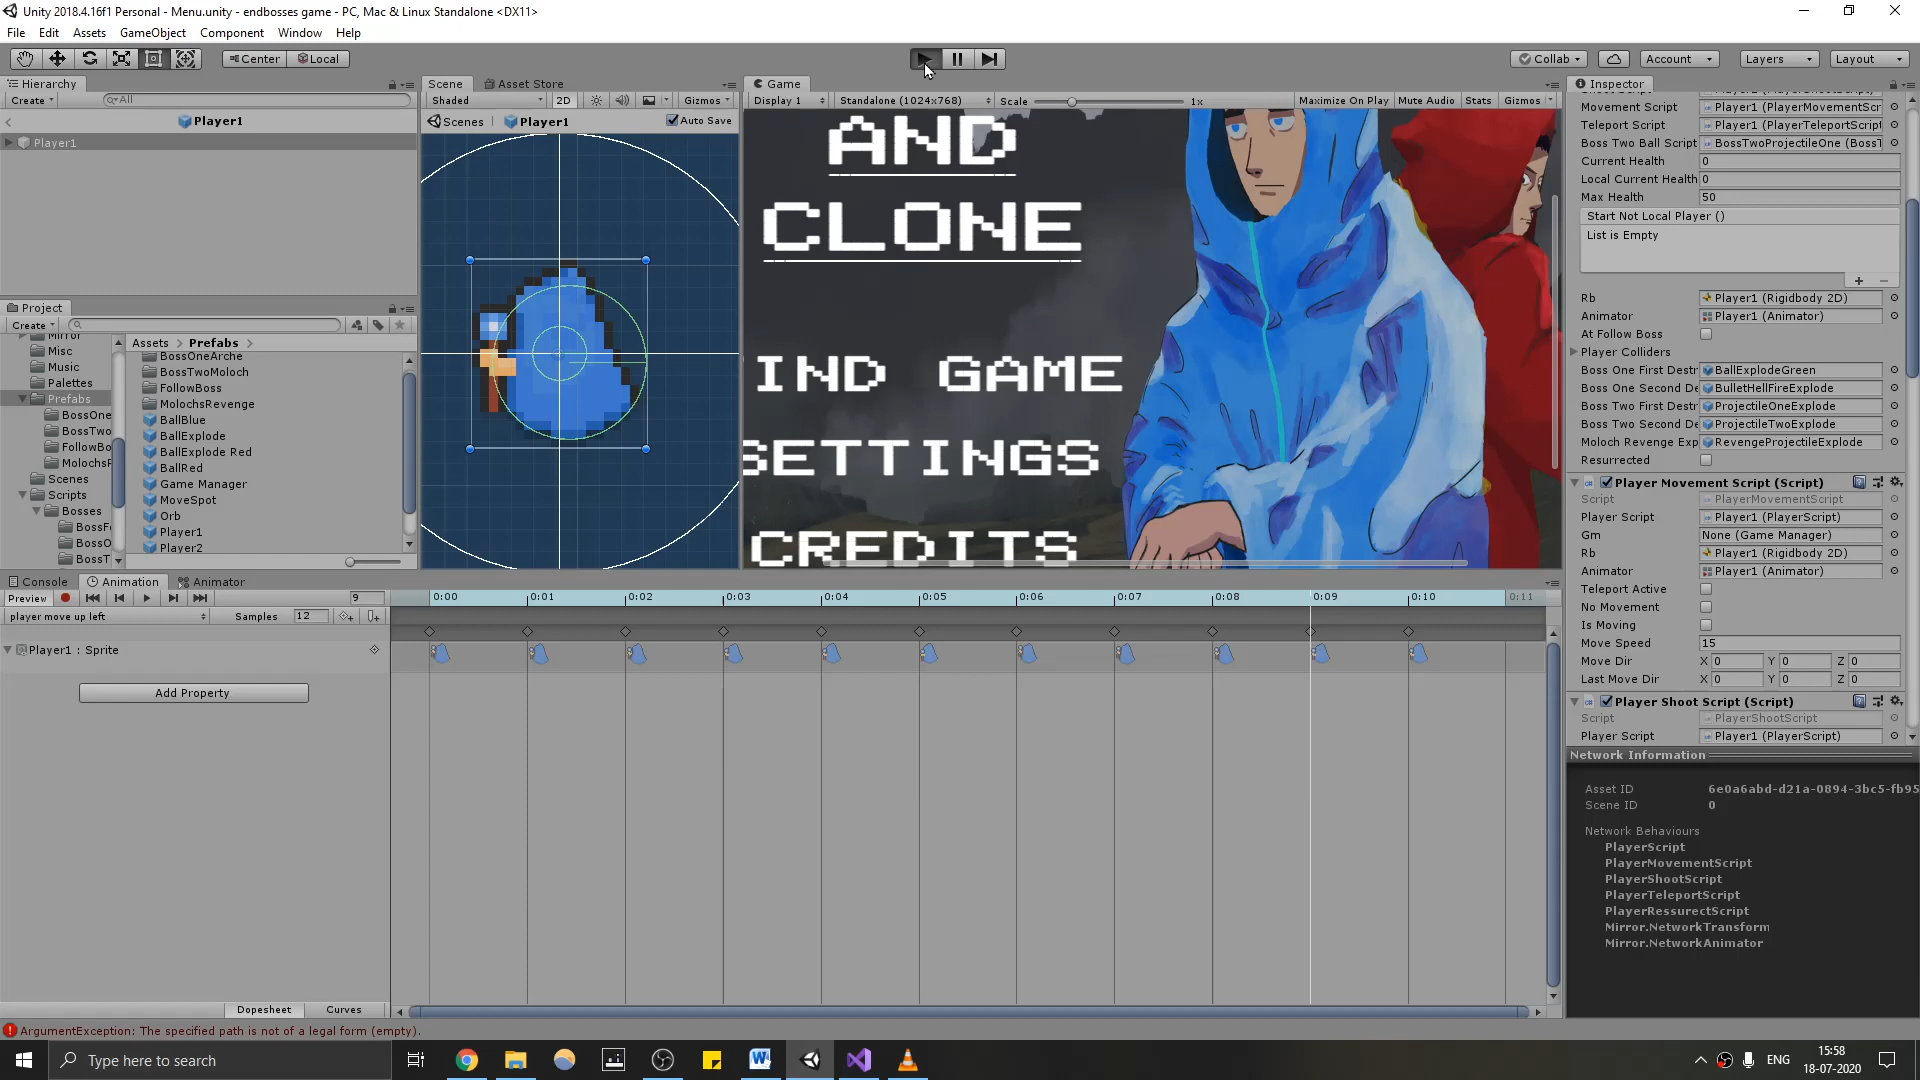 Unity 2018.4.16f1 Personal - Menu.unity - endbosses game - PC, Mac & Linux Standalone <DX11>
File Edit Assets GameObject Component Window Help
Center Local
Collab Account Layers Layout
Hierarchy
Create All
Player1
Player1
Scene Asset Store
Shaded 2D Gizmos
Scenes Player1 Auto Save
Game
Display 1 Standalone (1024x768) Scale 1x Maximize On Play Mute Audio Stats Gizmos
AND
CLONE
IND GAME
SETTINGS
CREDITS
Project
Create
Misc
Music
Palettes
Prefabs
BossOne
BossTwo
FollowBo
Scenes
Scripts
Bosses
BossO
BossT
Assets > Prefabs >
BossOneArche
BossTwoMoloch
FollowBoss
MolochsRevenge
BallBlue
BallExplode
BallExplode Red
BallRed
Game Manager
MoveSpot
Orb
Player1
Player2
Inspector
Movement Script Player1 (PlayerMovementScr
Teleport Script Player1 (PlayerTeleportScript
Boss Two Ball Script BossTwoProjectileOne (BossT
Current Health 0
Local Current Health 0
Max Health 50
Start Not Local Player ()
List is Empty
Rb Player1 (Rigidbody 2D)
Animator Player1 (Animator)
At Follow Boss
Player Colliders
Boss One First Destr BallExplodeGreen
Boss One Second De BulletHellFireExplode
Boss Two First Destr ProjectileOneExplode
Boss Two Second De ProjectileTwoExplode
Moloch Revenge Exp RevengeProjectileExplode
Resurrected
Player Movement Script (Script)
Script PlayerMovementScript
Player Script Player1 (PlayerScript)
Gm None (Game Manager)
Rb Player1 (Rigidbody 2D)
Animator Player1 (Animator)
Teleport Active
No Movement
Is Moving
Move Speed 15
Move Dir X 0 Y 0 Z 0
Last Move Dir X 0 Y 0 Z 0
Player Shoot Script (Script)
Script PlayerShootScript
Player Script Player1 (PlayerScript)
Network Information
Asset ID 6e0a6abd-d21a-0894-3bc5-fb95
Scene ID 0
Network Behaviours
PlayerScript
PlayerMovementScript
PlayerShootScript
PlayerTeleportScript
PlayerRessurectScript
Mirror.NetworkTransform
Mirror.NetworkAnimator
Console Animation Animator
Preview 9
player move up left Samples 12
0:00 0:01 0:02 0:03 0:04 0:05 0:06 0:07 0:08 0:09 0:10 0:11
Player1 : Sprite
Add Property
Dopesheet Curves
ArgumentException: The specified path is not of a legal form (empty).
Type here to search
ENG
15:58
18-07-2020